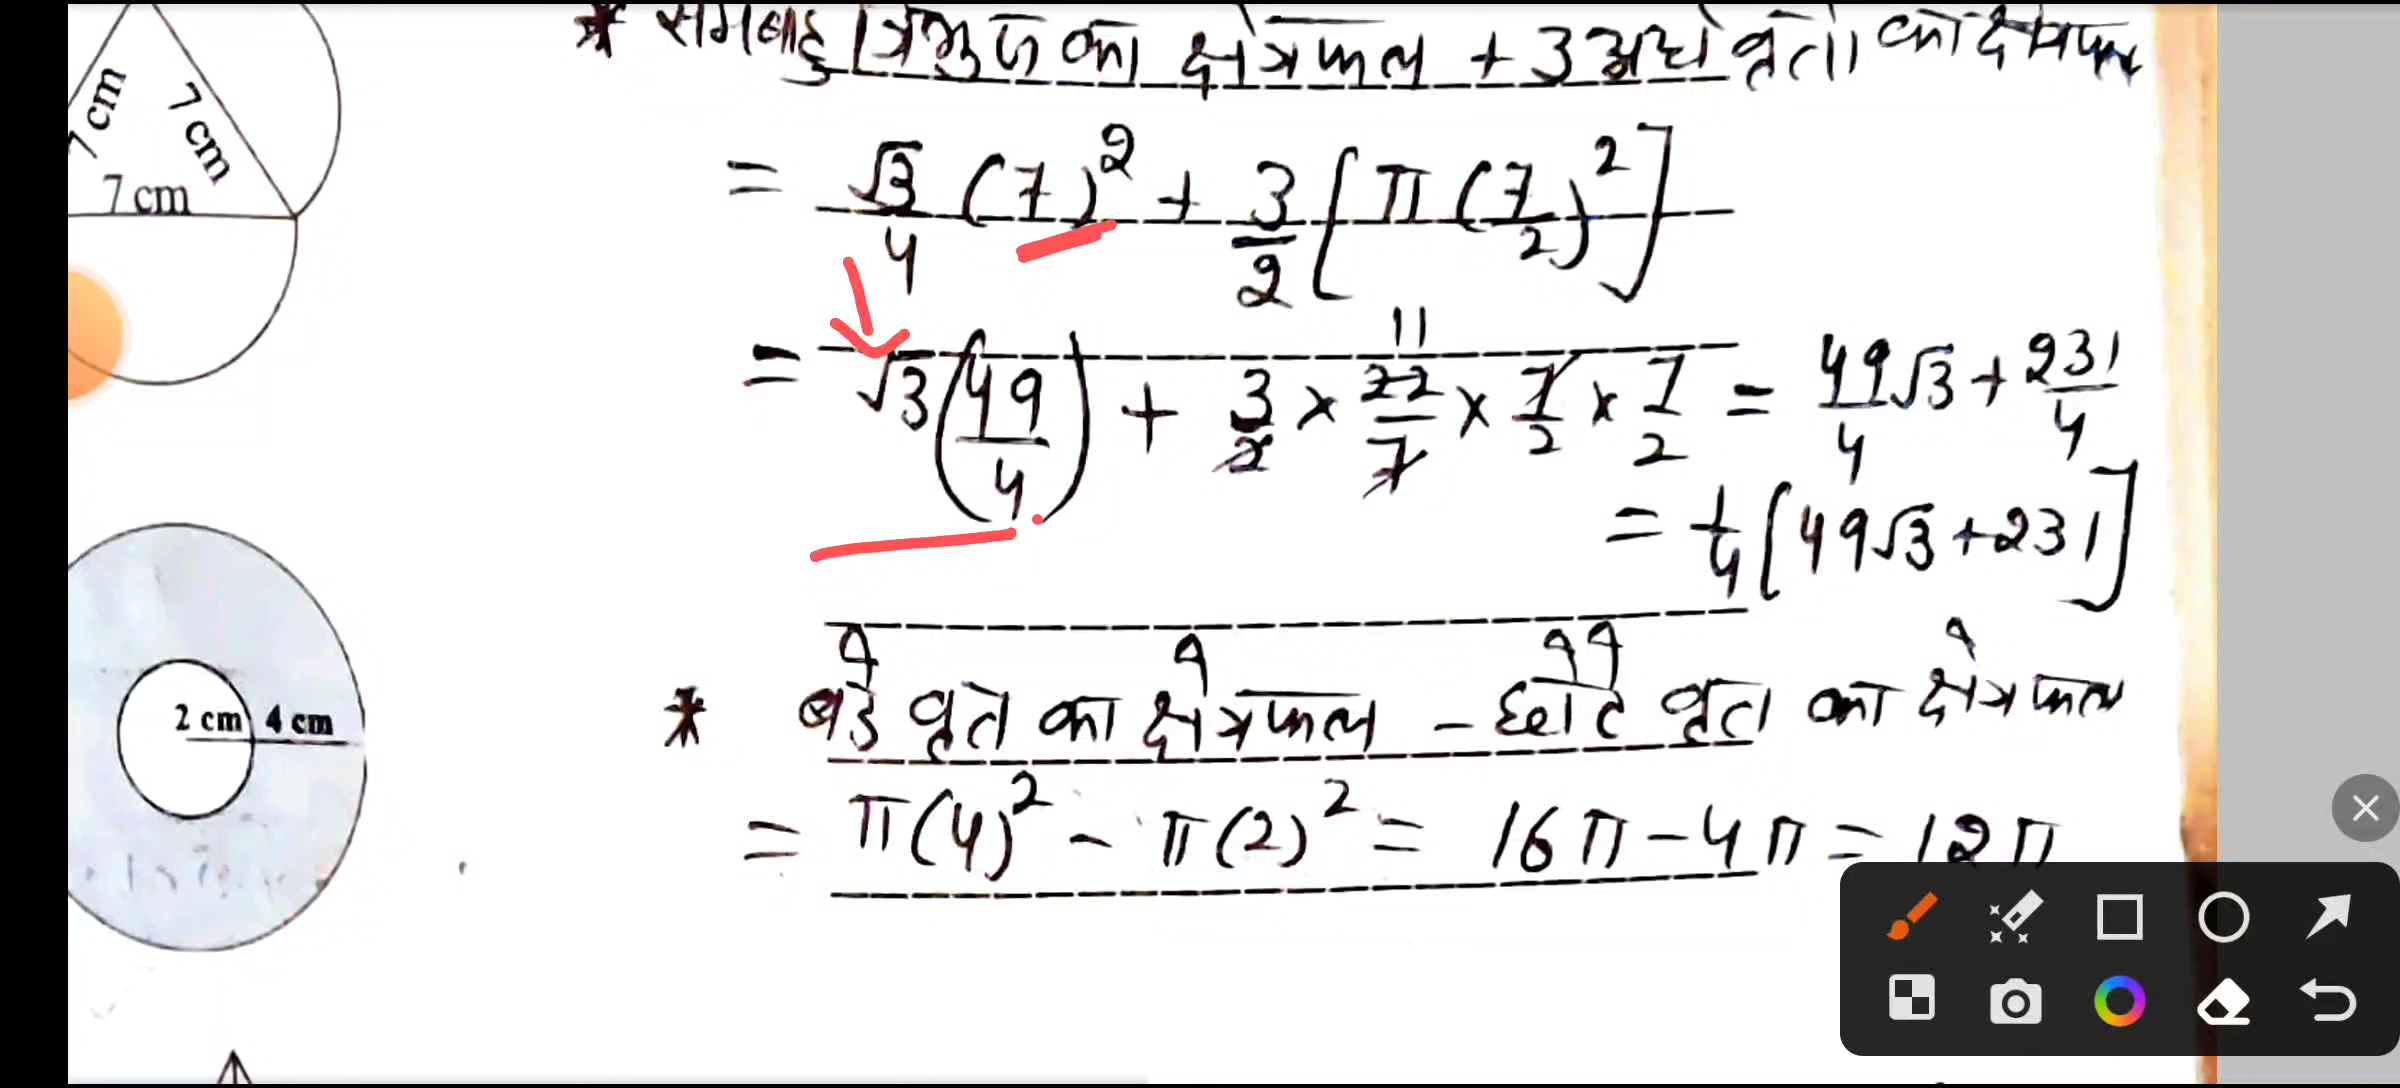 * समबाहु त्रिभुज का क्षेत्रफल + 3 अर्धवृतो का क्षेत्रफल
7 cm
7 cm
7 cm
= √3/4 (7)² + 3/2 [π(7/2)²]
= √3(49/4) + 3/2 × 22/7 × 7/2 × 7/2 = 49/4√3 + 231/4
11
= 1/4[49√3+231]
* बडे वृत का क्षेत्रफल - छोटे वृत का क्षेत्रफल
2 cm 4 cm
= π(4)² - π(2)² = 16π - 4π = 12π